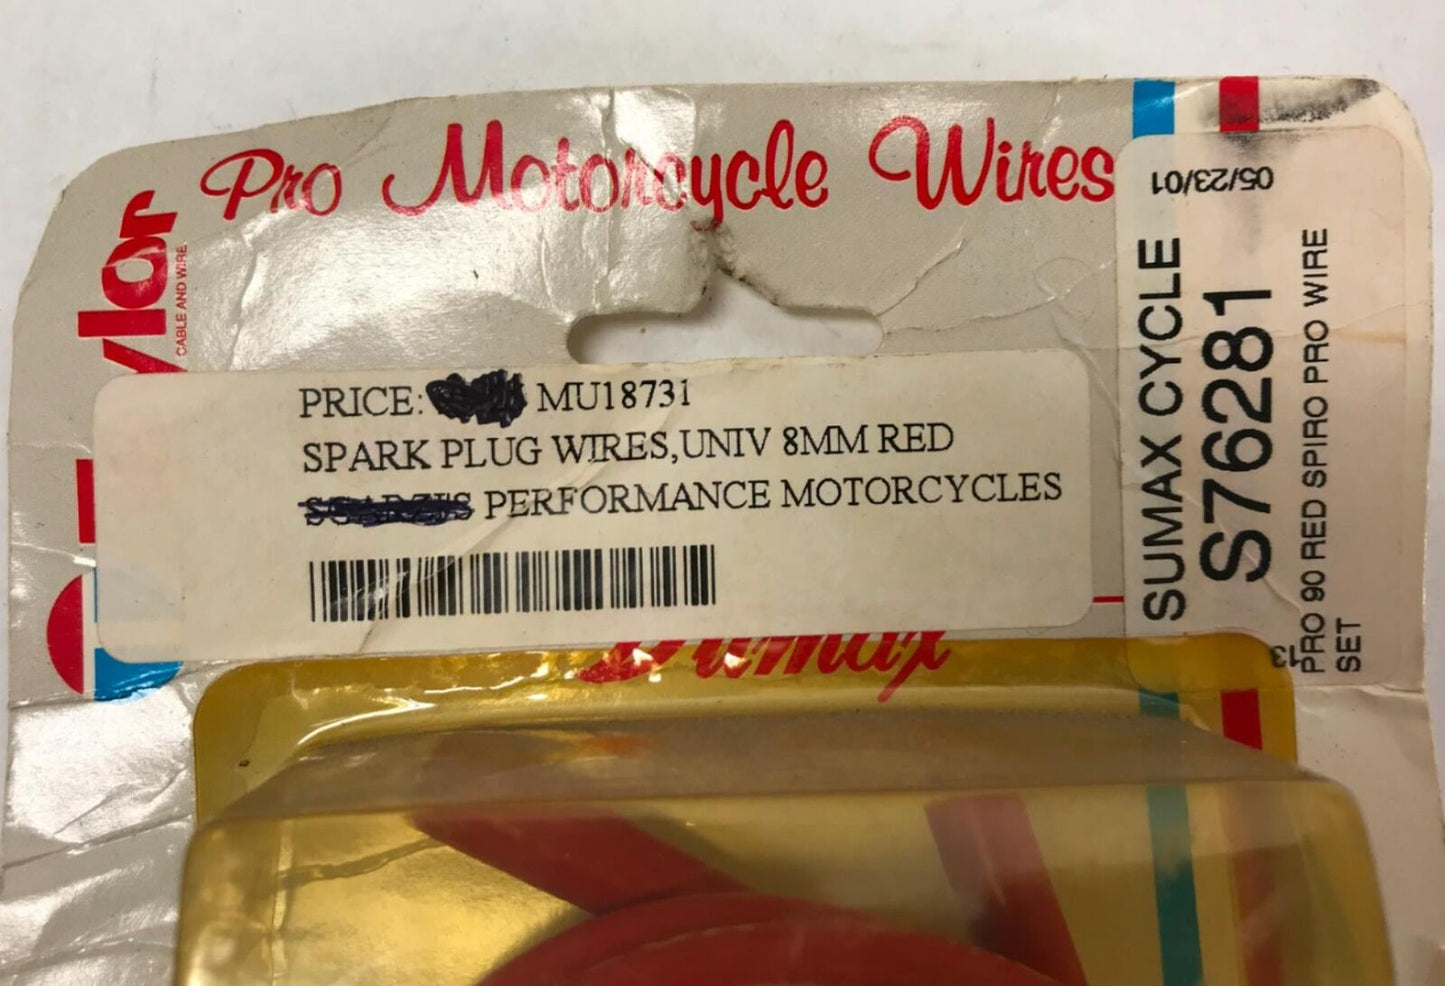 Pro Motorcycle Wires
CABLE AND WIRE
PRICE: MU18731
SPARK PLUG WIRES,UNIV 8MM RED
PERFORMANCE MOTORCYCLES
05/23/01
SUMAX CYCLE
S76281
PRO 90 RED SPIRO PRO WIRE
SET
13